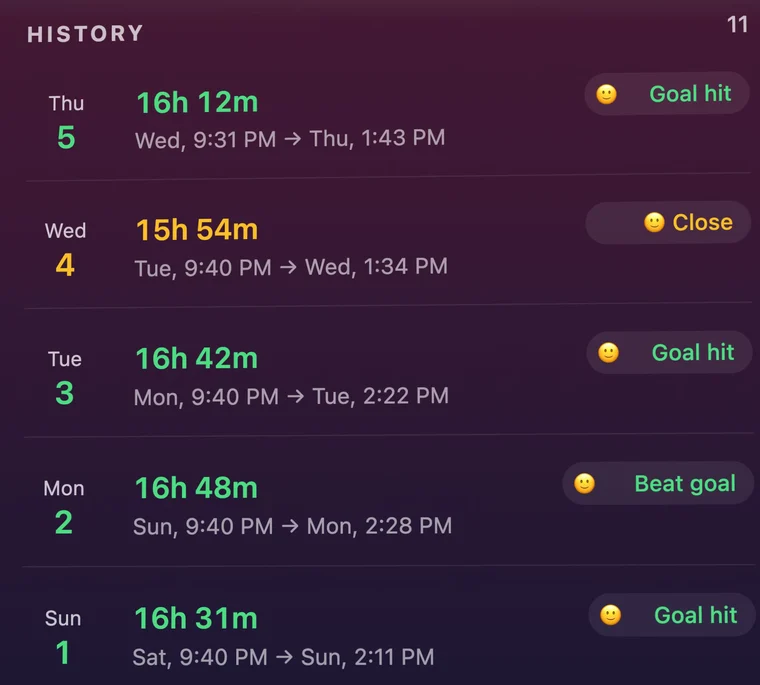 HISTORY 11
Thu 16h 12m 🙂 Goal hit
5 Wed, 9:31 PM → Thu, 1:43 PM
Wed 15h 54m 🙂 Close
4 Tue, 9:40 PM → Wed, 1:34 PM
Tue 16h 42m 🙂 Goal hit
3 Mon, 9:40 PM → Tue, 2:22 PM
Mon 16h 48m 🙂 Beat goal
2 Sun, 9:40 PM → Mon, 2:28 PM
Sun 16h 31m 🙂 Goal hit
1 Sat, 9:40 PM → Sun, 2:11 PM